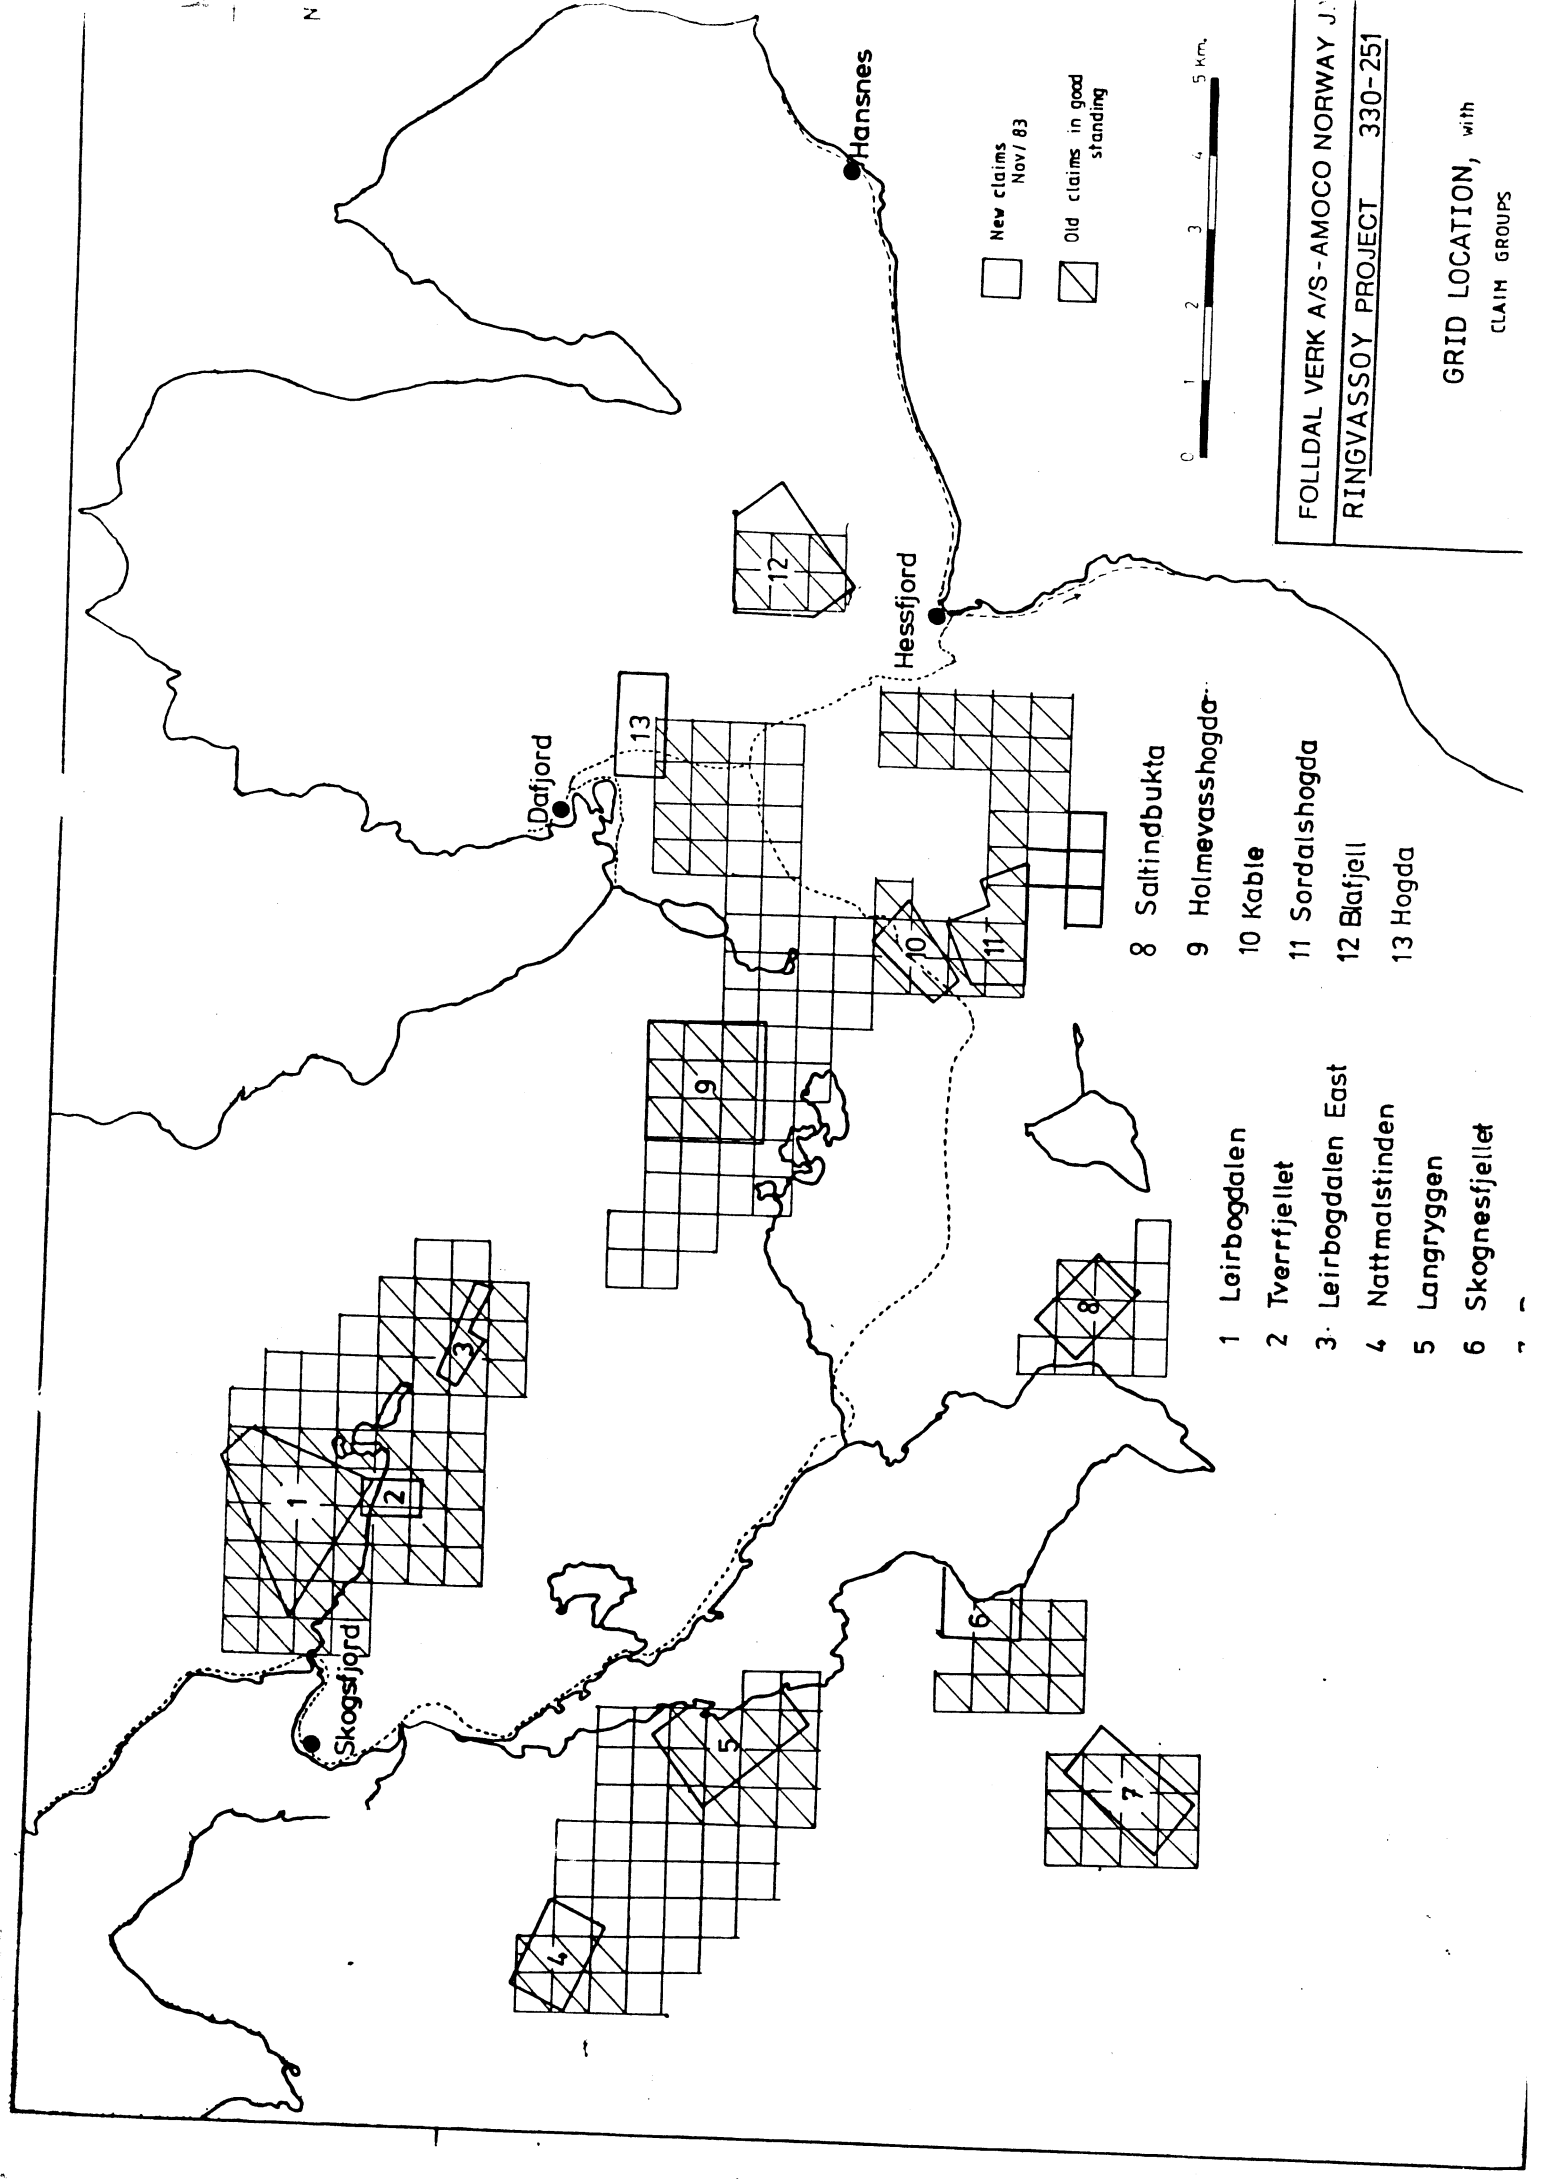 N
Skogsfjord
Dafjord
Hessfjord
Hansnes
1
2
3
4
5
6
7
8
9
10
11
12
13
New claims
Nov/83
Old claims in good
standing
0 1 2 3 4 5 km.
1 Leirbogdalen
2 Tverrfjellet
3. Leirbogdalen East
4 Nattmalstinden
5 Langryggen
6 Skognesfjellet
8 Saltindbukta
9 Holmevasshogda
10 Kable
11 Sordalshogda
12 Blafjell
13 Hogda
FOLLDAL VERK A/S-AMOCO NORWAY J.
RINGVASSOY PROJECT 330-251
GRID LOCATION, with
CLAIM GROUPS